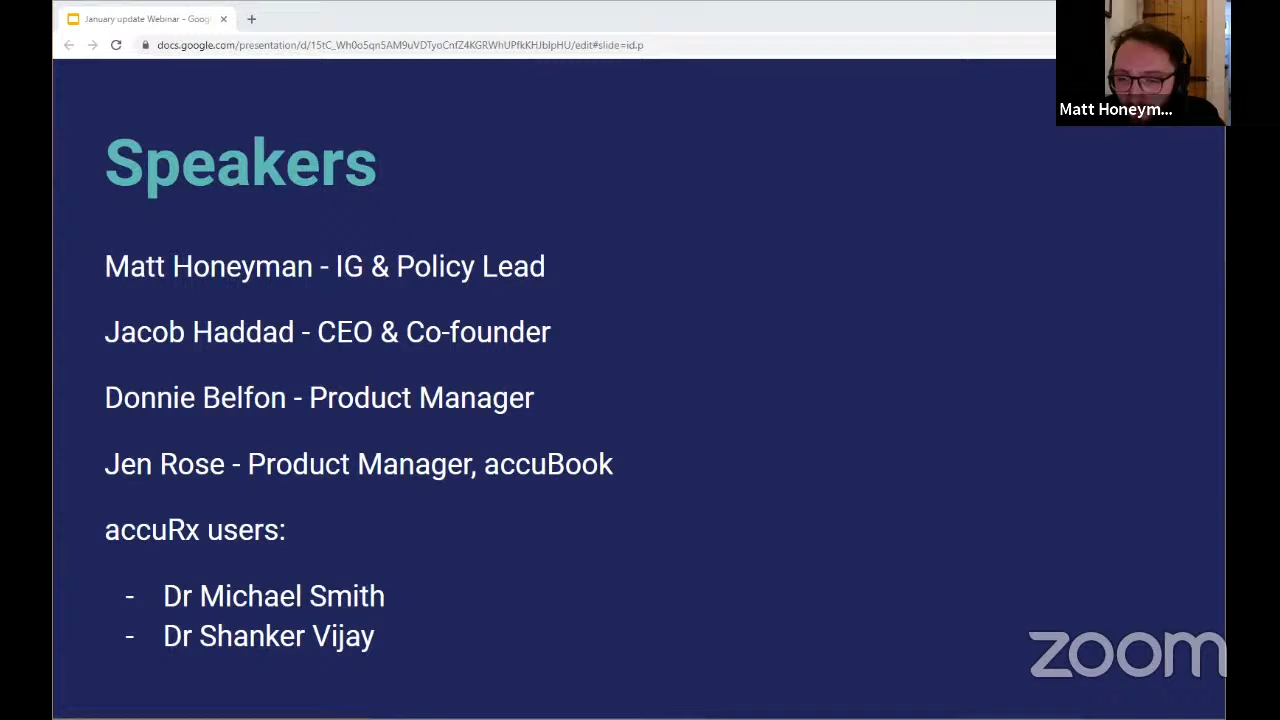 January update Webinar - Goog
docs.google.com/presentation/d/15tC_Wh0o5qn5AM9uVDTyoCnfZ4KGRWhUPfkKHJbIpHU/edit#slide=id.p
Matt Honeym...
Speakers
Matt Honeyman - IG & Policy Lead
Jacob Haddad - CEO & Co-founder
Donnie Belfon - Product Manager
Jen Rose - Product Manager, accuBook
accuRx users:
- Dr Michael Smith
- Dr Shanker Vijay
zoom